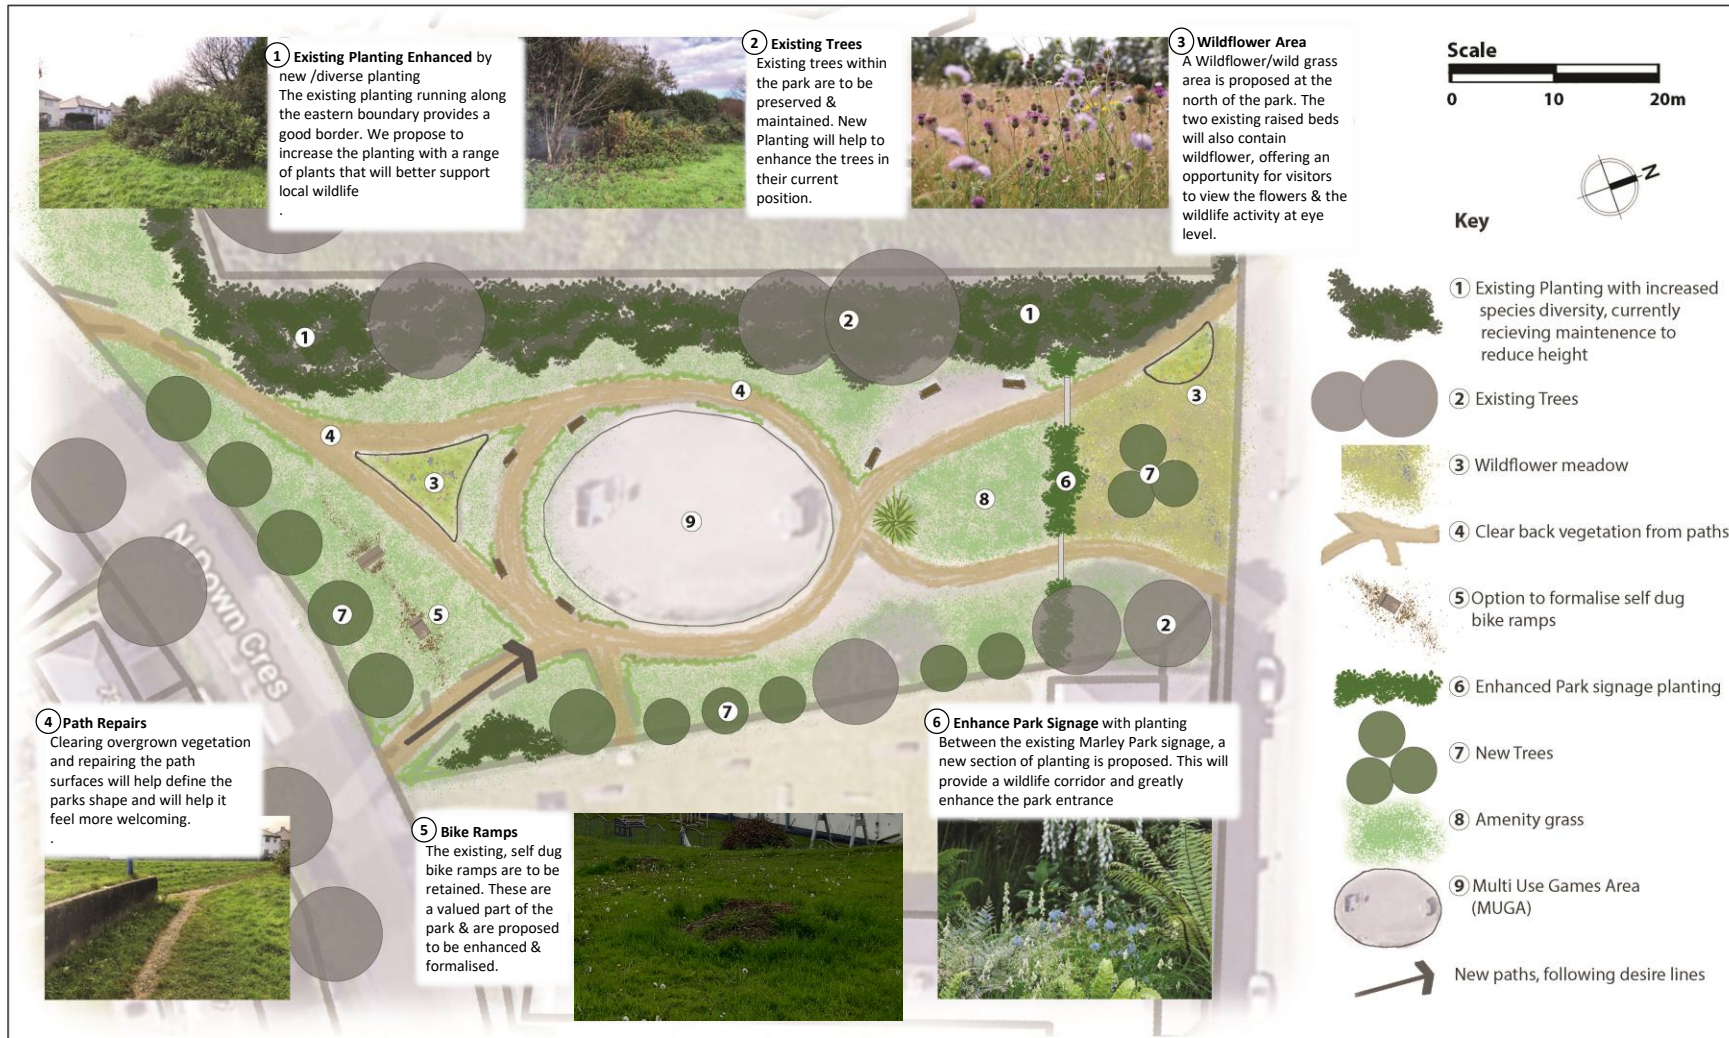 1 Existing Planting Enhanced by
new /diverse planting
The existing planting running along
the eastern boundary provides a
good border. We propose to
increase the planting with a range
of plants that will better support
local wildlife
.
2 Existing Trees
Existing trees within
the park are to be
preserved &
maintained. New
Planting will help to
enhance the trees in
their current
position.
3 Wildflower Area
A Wildflower/wild grass
area is proposed at the
north of the park. The
two existing raised beds
will also contain
wildflower, offering an
opportunity for visitors
to view the flowers & the
wildlife activity at eye
level.
Scale
0 10 20m
N
Key
1 Existing Planting with increased
species diversity, currently
recieving maintenence to
reduce height
2 Existing Trees
3 Wildflower meadow
4 Clear back vegetation from paths
5 Option to formalise self dug
bike ramps
6 Enhanced Park signage planting
7 New Trees
8 Amenity grass
9 Multi Use Games Area
(MUGA)
New paths, following desire lines
1
2
1
4
3
4
3
6
7
8
9
7
5
2
7
N Down Cres
4 Path Repairs
Clearing overgrown vegetation
and repairing the path
surfaces will help define the
parks shape and will help it
feel more welcoming.
.
5 Bike Ramps
The existing, self dug
bike ramps are to be
retained. These are
a valued part of the
park & are proposed
to be enhanced &
formalised.
6 Enhance Park Signage with planting
Between the existing Marley Park signage, a
new section of planting is proposed. This will
provide a wildlife corridor and greatly
enhance the park entrance